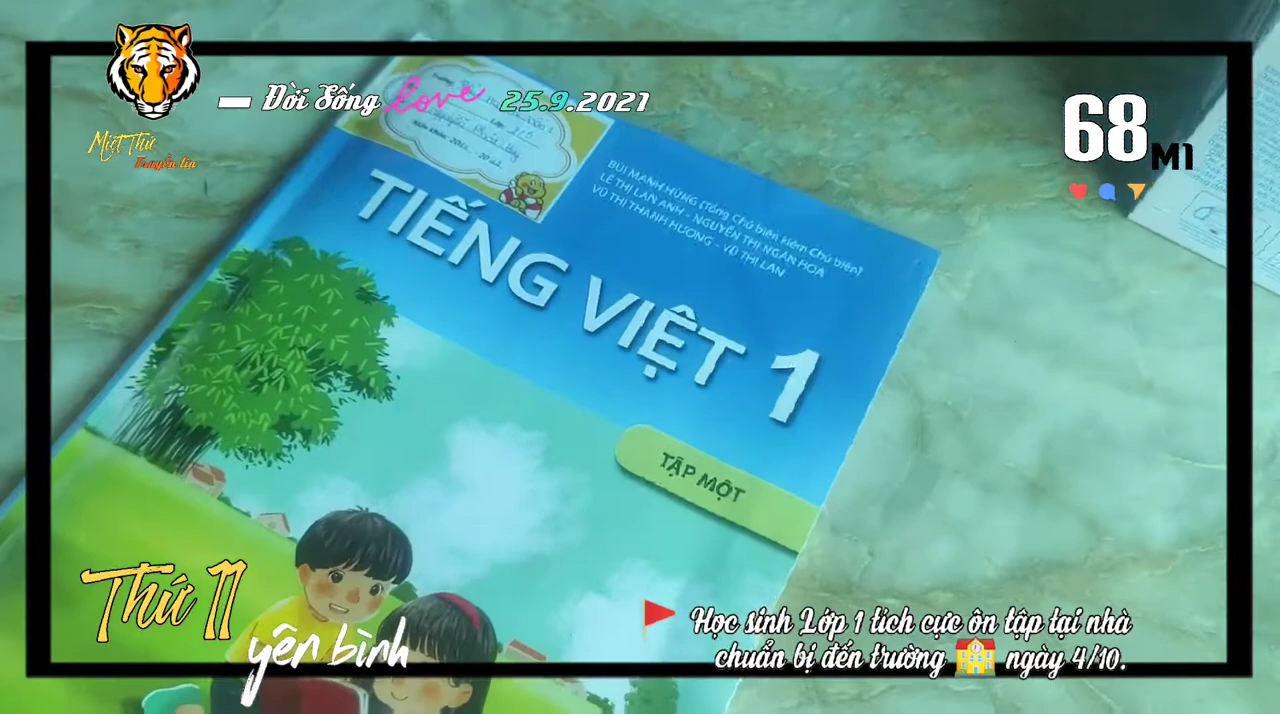 Miệt Thứ
Truyền tin
Đời Sống love 25.9.2021
68 M1
BÙI MẠNH HÙNG (Tổng Chủ biên kiêm Chủ biên)
LÊ THỊ LAN ANH - NGUYỄN THỊ NGÂN HOA
VŨ THỊ THANH HƯƠNG - VŨ THỊ LAN
TIẾNG VIỆT 1
TẬP MỘT
Thứ 11
yên bình
Học sinh Lớp 1 tích cực ôn tập tại nhà
chuẩn bị đến trường 🏫 ngày 4/10.